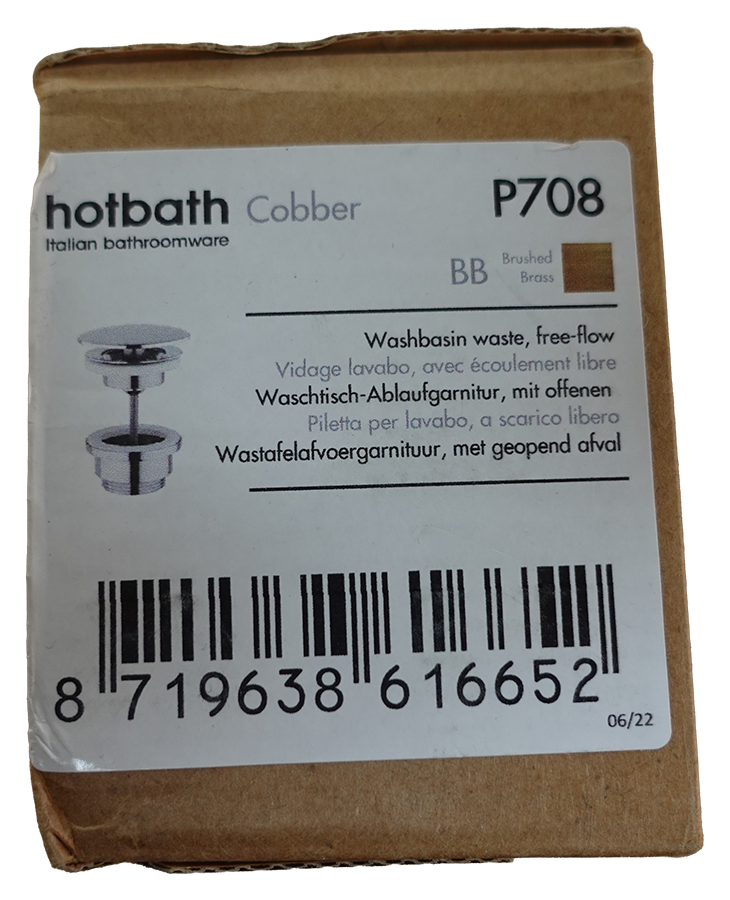 hotbath Cobber P708
Italian bathroomware
BB Brushed Brass
Washbasin waste, free-flow
Vidage lavabo, avec écoulement libre
Waschtisch-Ablaufgarnitur, mit offenen
Piletta per lavabo, a scarico libero
Wastafelafvoergarnituur, met geopend afval
8 719638 616652
06/22